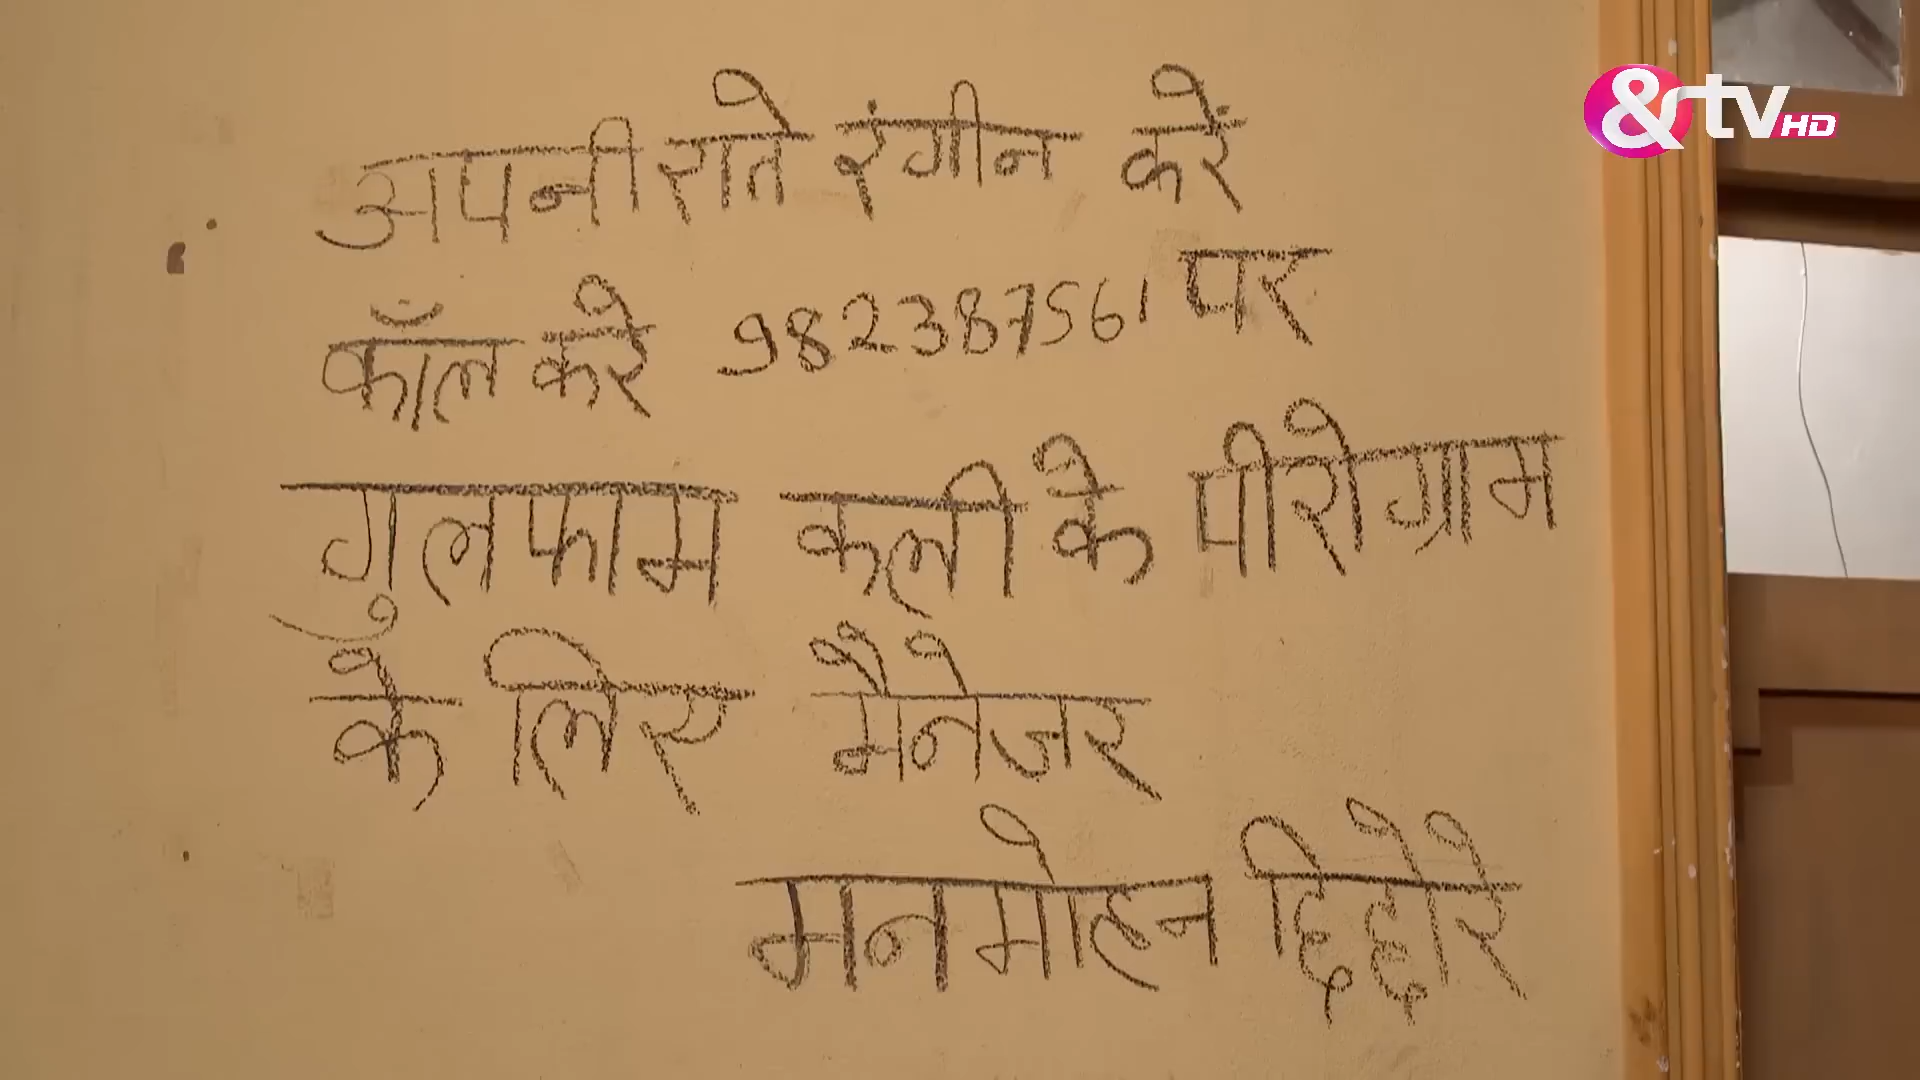 अपनी राते रंगीन करें
कॉल करे 982387561 पर
गुलफाम कली के पीरोग्राम
के लिए मैनेजर
मनमोहन
&tv HD